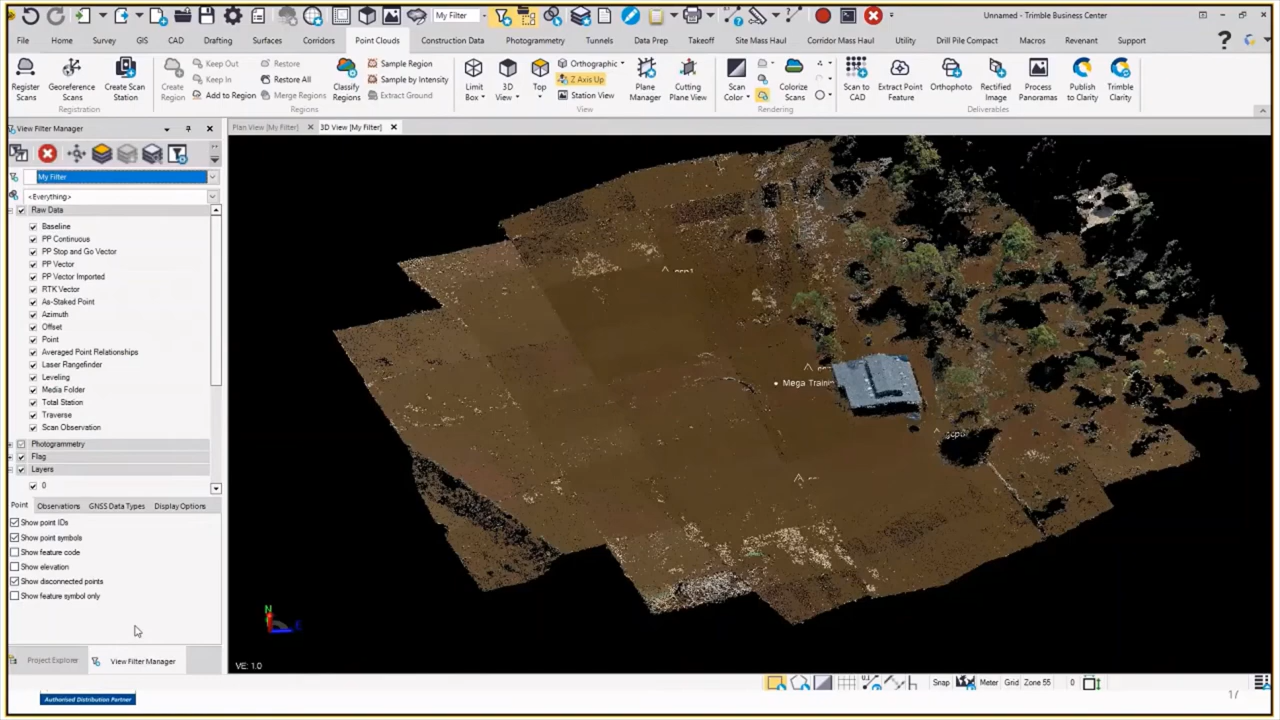 My Filter
Unnamed - Trimble Business Center
File Home Survey GIS CAD Drafting Surfaces Corridors Point Clouds Construction Data Photogrammetry Tunnels Data Prep Takeoff Site Mass Haul Corridor Mass Haul Utility Drill Pile Compact Macros Revenant Support
Register Scans
Georeference Scans
Create Scan Station
Registration
Create Region
Keep Out
Keep In
Add to Region
Restore
Restore All
Merge Regions
Regions
Classify Regions
Sample Region
Sample by Intensity
Extract Ground
Limit Box
3D View
Top
Orthographic
Z Axis Up
Station View
View
Plane Manager
Cutting Plane View
Scan Color
Colorize Scans
Rendering
Scan to CAD
Extract Point Feature
Orthophoto
Rectified Image
Process Panoramas
Deliverables
Publish to Clarity
Trimble Clarity
View Filter Manager
Plan View [My Filter]
3D View [My Filter]
My Filter
<Everything>
Raw Data
Baseline
PP Continuous
PP Stop and Go Vector
PP Vector
PP Vector Imported
RTK Vector
As-Staked Point
Azimuth
Offset
Point
Averaged Point Relationships
Laser Rangefinder
Leveling
Media Folder
Total Station
Traverse
Scan Observation
Photogrammetry
Flag
Layers
0
Point Observations GNSS Data Types Display Options
Show point IDs
Show point symbols
Show feature code
Show elevation
Show disconnected points
Show feature symbol only
Project Explorer
View Filter Manager
gcp1
Mega Traini
N
E
VE: 1.0
Snap
Meter Grid Zone 55 0
Authorised Distribution Partner
17